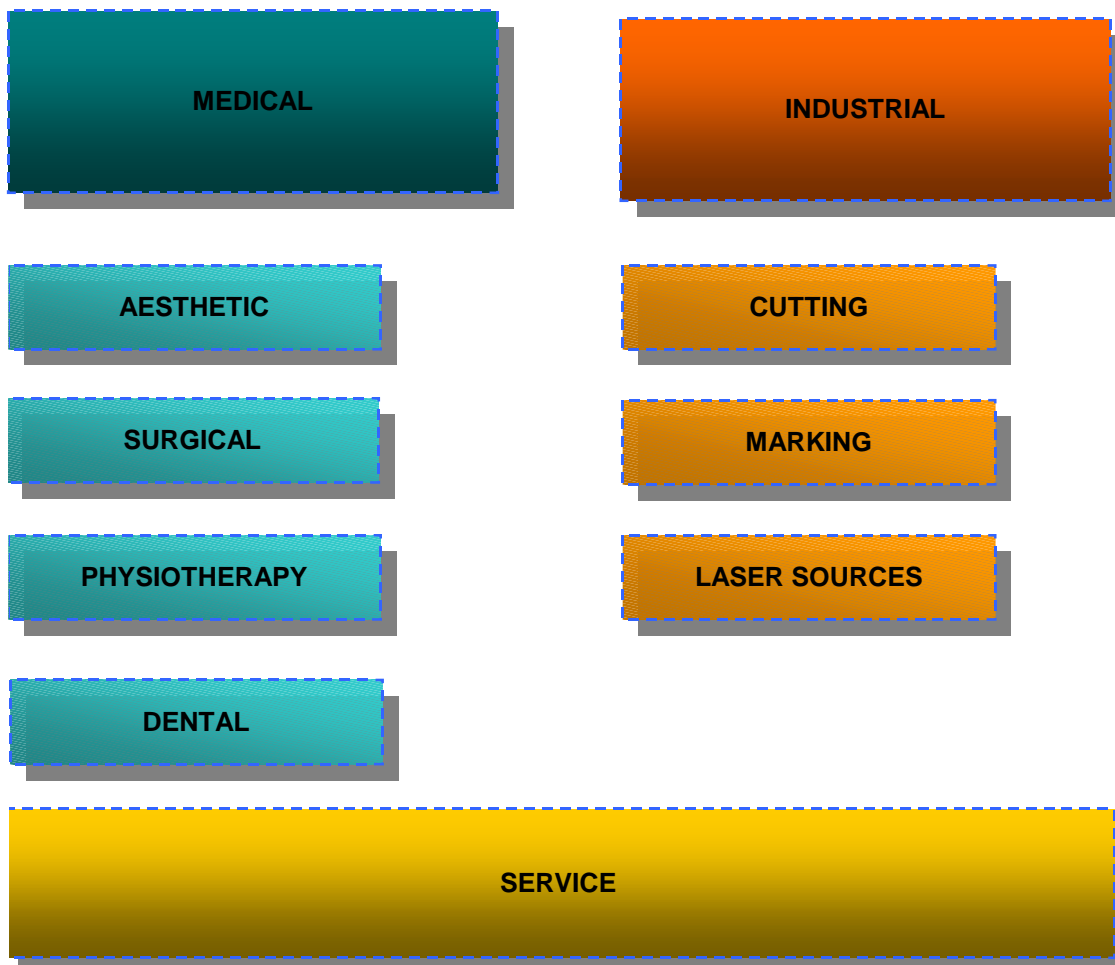 MEDICAL
INDUSTRIAL
AESTHETIC
CUTTING
SURGICAL
MARKING
PHYSIOTHERAPY
LASER SOURCES
DENTAL
SERVICE